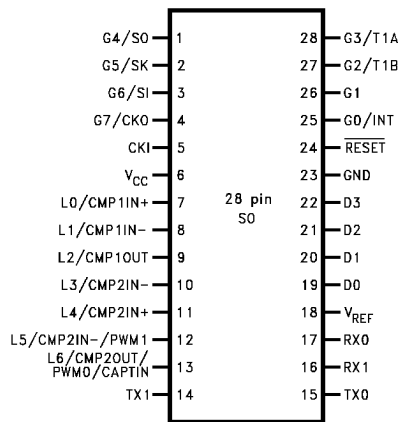 G4/SO 1 28 G3/T1A
G5/SK 2 27 G2/T1B
G6/SI 3 26 G1
G7/CKO 4 25 G0/INT
CKI 5 24 RESET
VCC 6 23 GND
L0/CMP1IN+ 7 28 pin 22 D3
SO
L1/CMP1IN- 8 21 D2
L2/CMP1OUT 9 20 D1
L3/CMP2IN- 10 19 D0
L4/CMP2IN+ 11 18 VREF
L5/CMP2IN-/PWM1 12 17 RX0
L6/CMP2OUT/
PWM0/CAPTIN 13 16 RX1
TX1 14 15 TX0